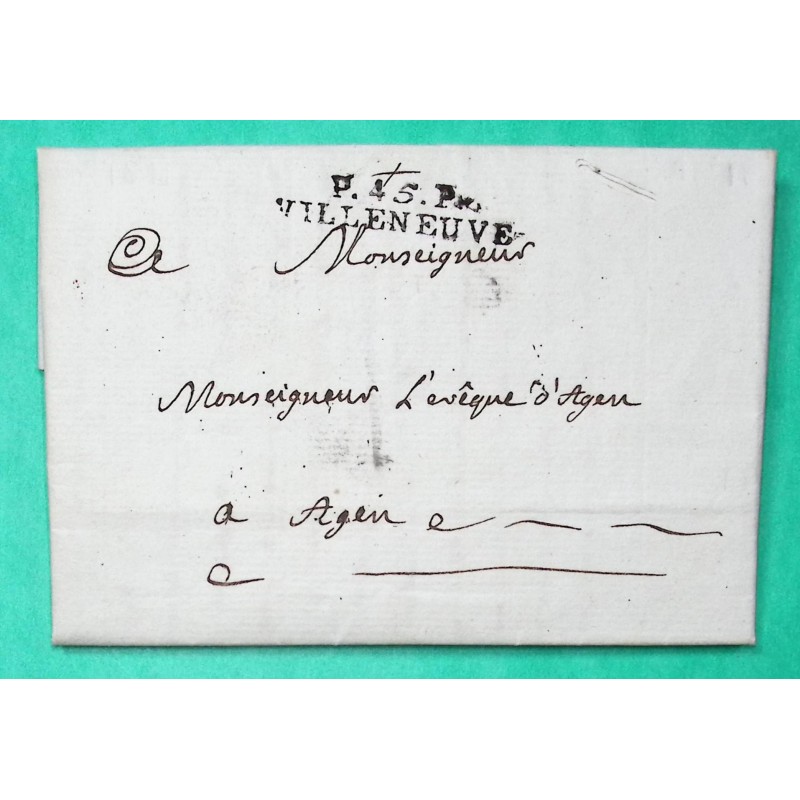 P. 45. P.
VILLENEUVE
A Monseigneur
Monseigneur L'evêque d'Agen
a Agen